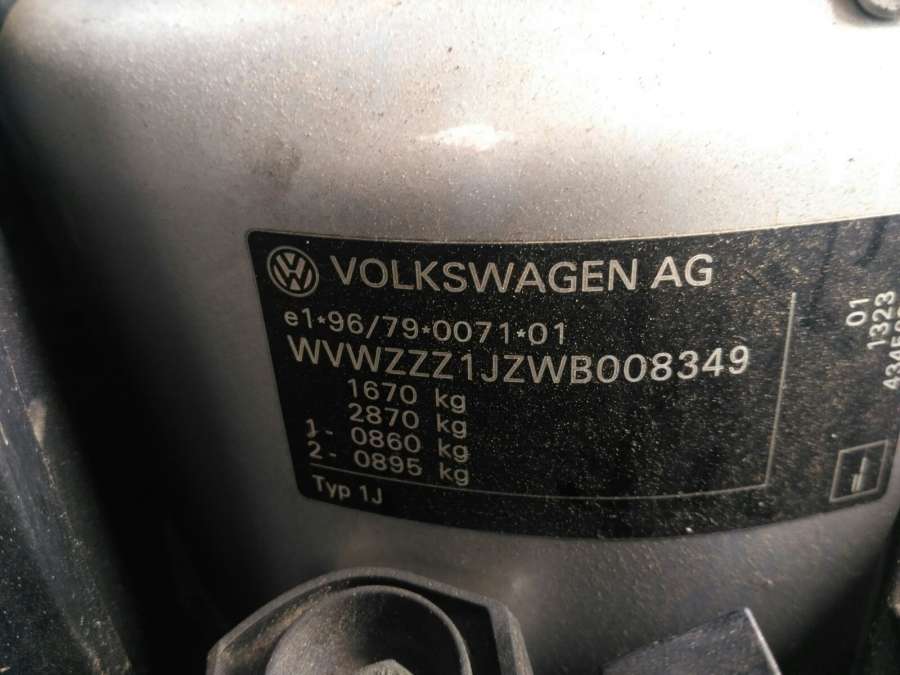 VOLKSWAGEN AG
e1*96/79*0071*01
WVWZZZ1JZWB008349
1670 kg
2870 kg
1- 0860 kg
2- 0895 kg
Typ 1J
01
1323